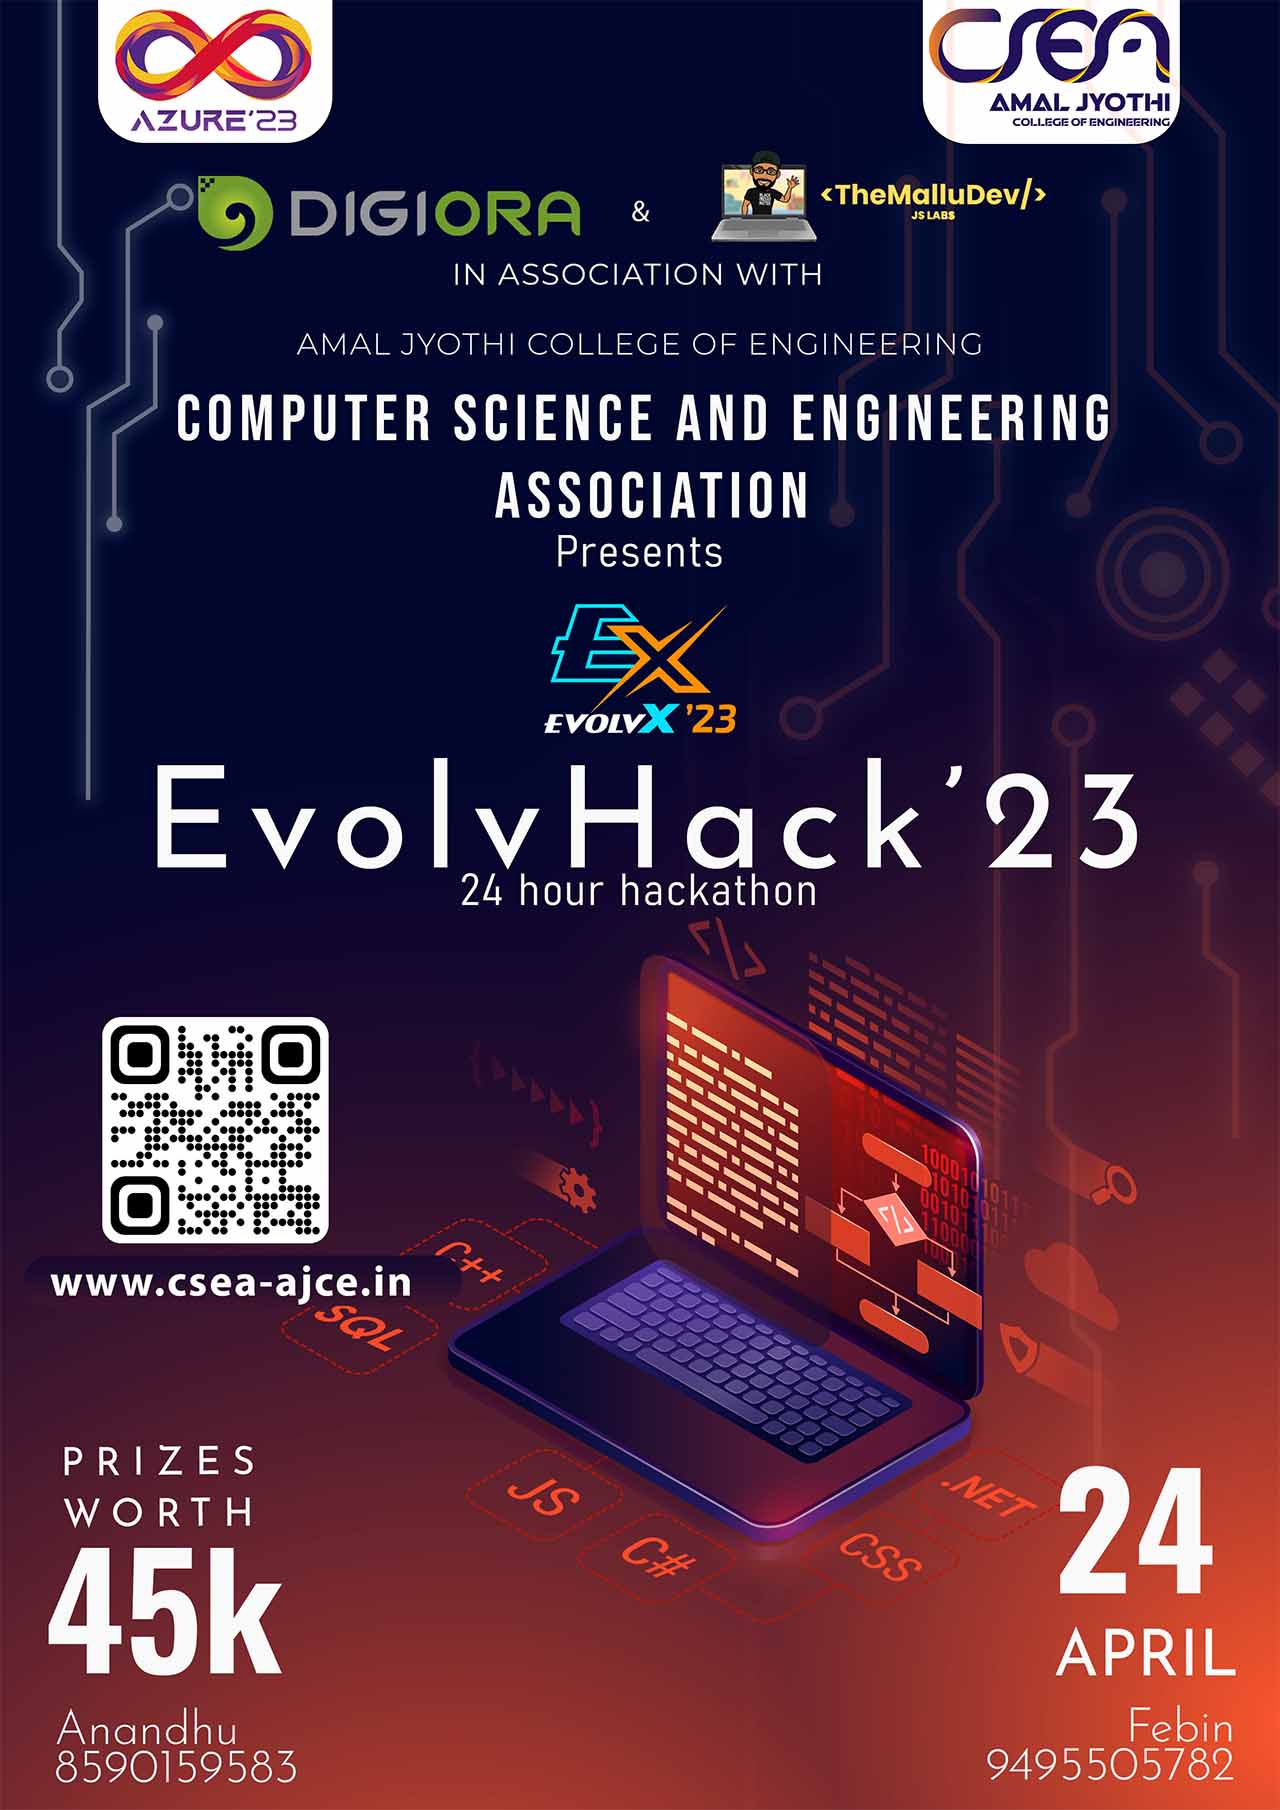 AZURE'23
CSEA
AMAL JYOTHI
COLLEGE OF ENGINEERING
DIGIORA & <TheMalluDev/>
JS LABS
IN ASSOCIATION WITH
AMAL JYOTHI COLLEGE OF ENGINEERING
COMPUTER SCIENCE AND ENGINEERING
ASSOCIATION
Presents
EX
EVOLVX '23
EvolvHack'23
24 hour hackathon
</>
</>
C++
www.csea-ajce.in
SQL
JS
C#
CSS
.NET
PRIZES
WORTH
45k
24
APRIL
Anandhu
8590159583
Febin
9495505782